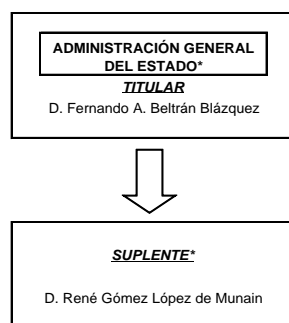 ADMINISTRACIÓN GENERAL
DEL ESTADO*
TITULAR
D. Fernando A. Beltrán Blázquez
SUPLENTE*
D. René Gómez López de Munain